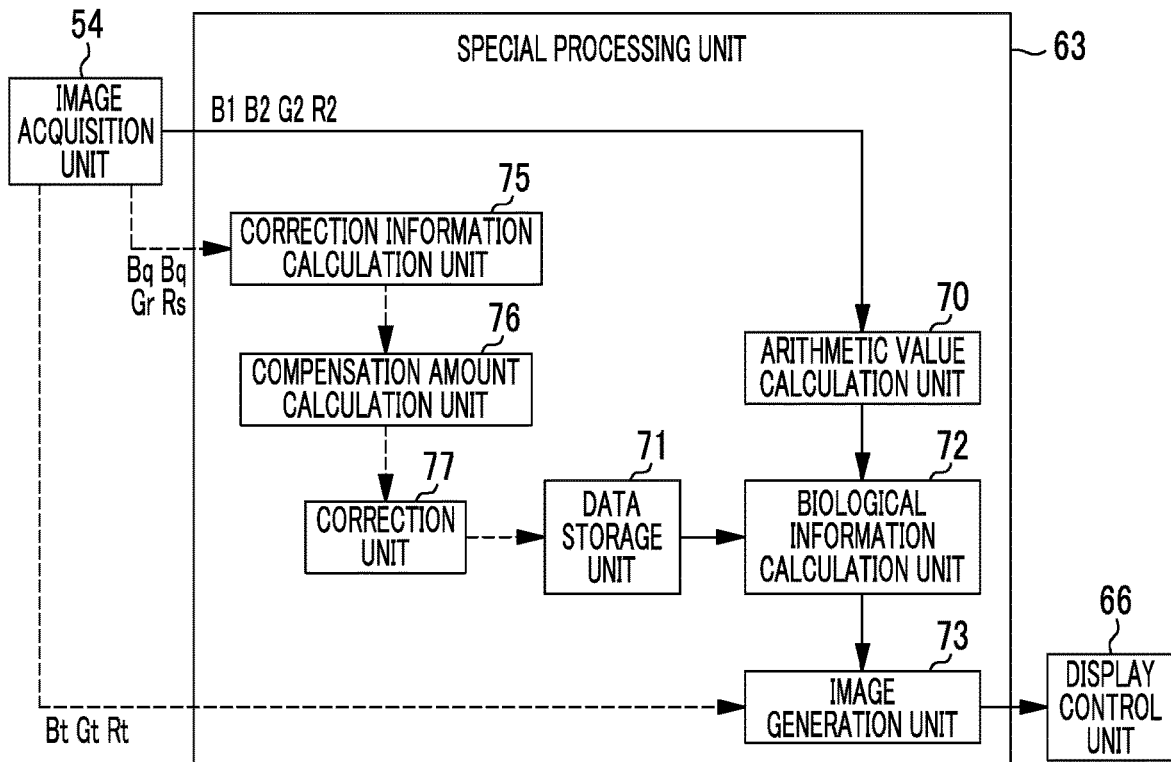 54
SPECIAL PROCESSING UNIT
63
IMAGE
ACQUISITION
UNIT
B1 B2 G2 R2
75
CORRECTION INFORMATION
CALCULATION UNIT
Bq Bq
Gr Rs
76
COMPENSATION AMOUNT
CALCULATION UNIT
70
ARITHMETIC VALUE
CALCULATION UNIT
77
CORRECTION
UNIT
71
DATA
STORAGE
UNIT
72
BIOLOGICAL
INFORMATION
CALCULATION UNIT
73
IMAGE
GENERATION UNIT
66
DISPLAY
CONTROL
UNIT
Bt Gt Rt